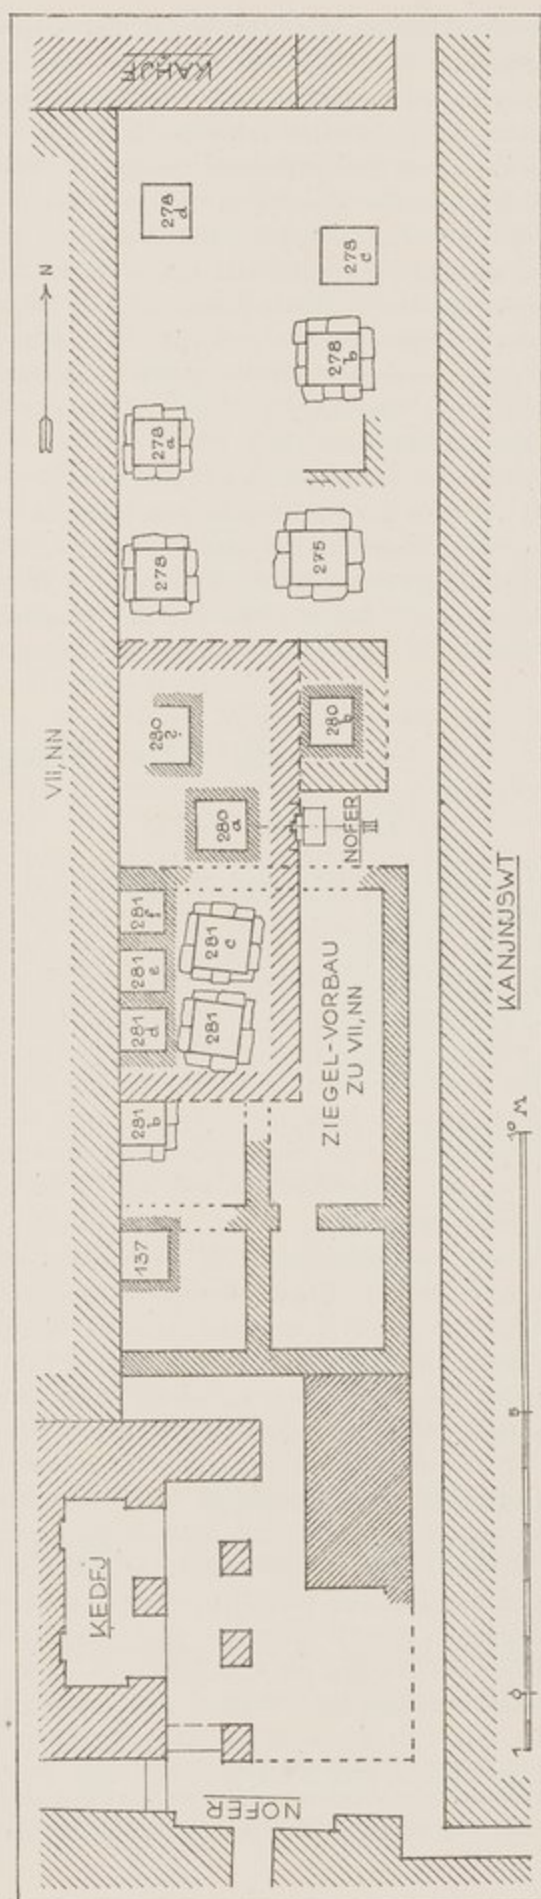 KAHJF
278
d
278
c
N
278
b
278
a
278
275
VII,NN
280
?
280
b
280
a
NOFER
III
281
f
281
c
281
e
281
281
d
ZIEGEL-VORBAU
ZU VII,NN
KANJNJSWT
281
b
10 M
137
5
KEDFJ
0
1
NOFER